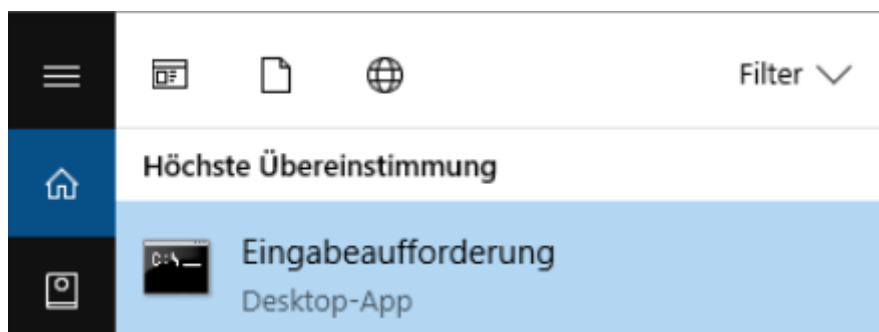 Filter
Höchste Übereinstimmung
C:\_
Eingabeaufforderung
Desktop-App